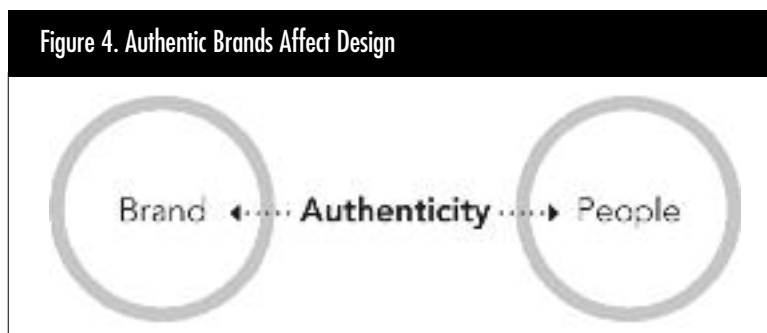 Figure 4. Authentic Brands Affect Design
Brand Authenticity People